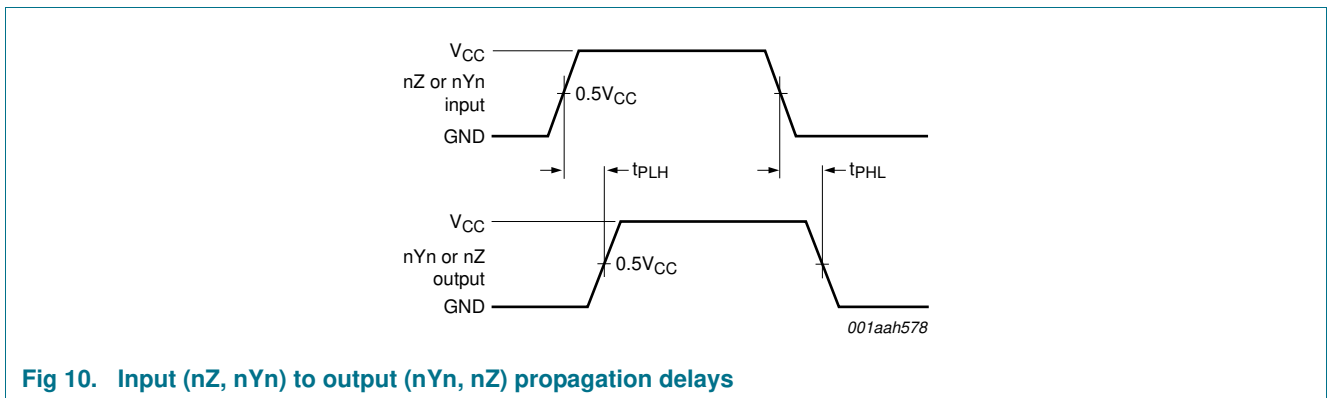 VCC
nZ or nYn
input
0.5VCC
GND
tPLH
tPHL
VCC
nYn or nZ
output
0.5VCC
GND
001aah578
Fig 10. Input (nZ, nYn) to output (nYn, nZ) propagation delays